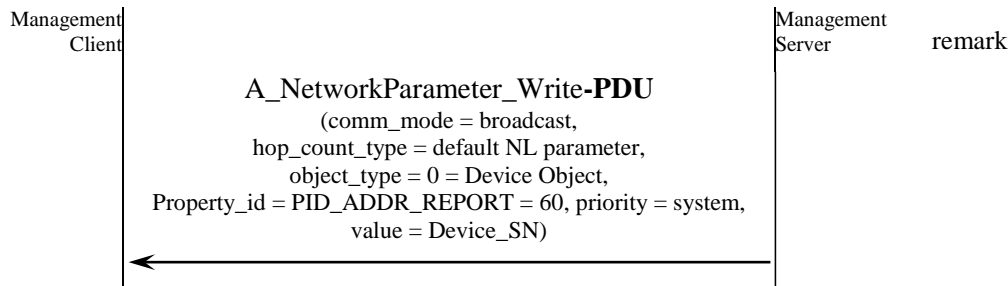 Management
Client
Management
Server
remark
A_NetworkParameter_Write-PDU
(comm_mode = broadcast,
hop_count_type = default NL parameter,
object_type = 0 = Device Object,
Property_id = PID_ADDR_REPORT = 60, priority = system,
value = Device_SN)